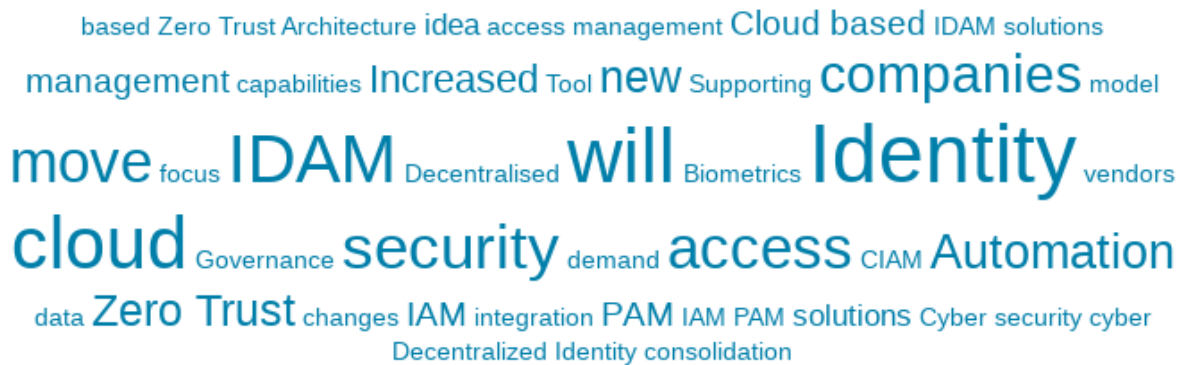 based Zero Trust Architecture idea access management Cloud based IDAM solutions
management capabilities Increased Tool new Supporting companies model
move focus IDAM Decentralised will Biometrics Identity vendors
cloud Governance security demand access CIAM Automation
data Zero Trust changes IAM integration PAM IAM PAM solutions Cyber security cyber
Decentralized Identity consolidation